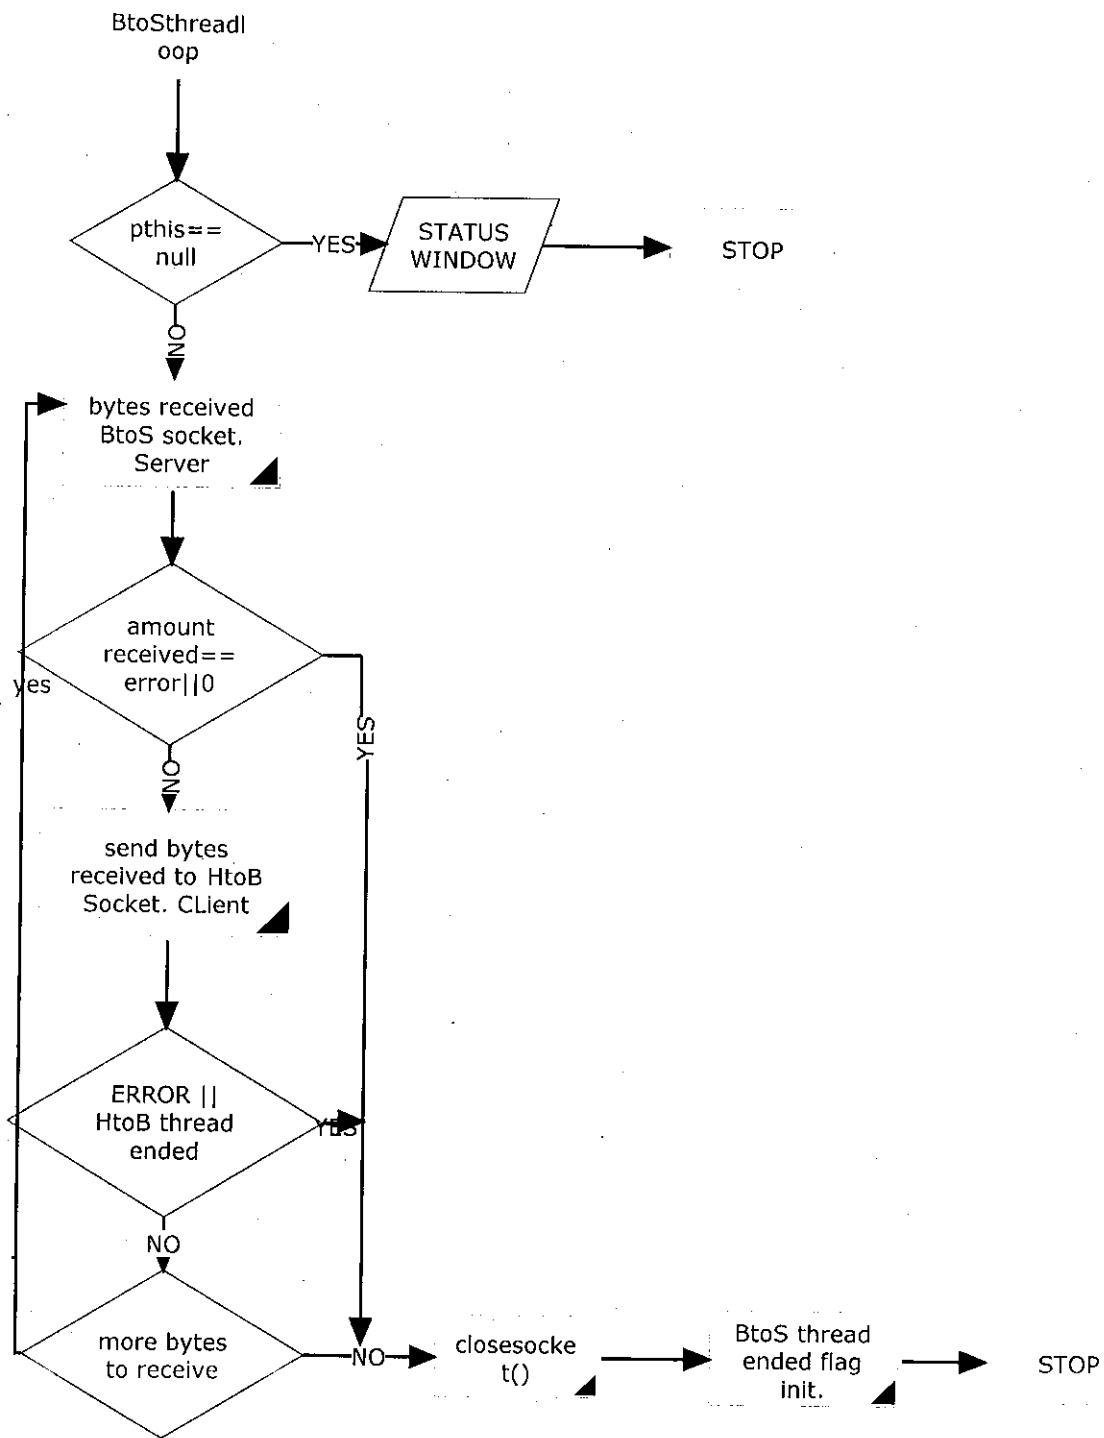 BtoSthreadl
oop
pthis==
null
YES
STATUS
WINDOW
STOP
NO
bytes received
BtoS socket.
Server
amount
received==
error||0
yes
YES
NO
send bytes
received to HtoB
Socket. CLient
ERROR ||
HtoB thread
ended
YES
NO
more bytes
to receive
NO
closesocke
t()
BtoS thread
ended flag
init.
STOP